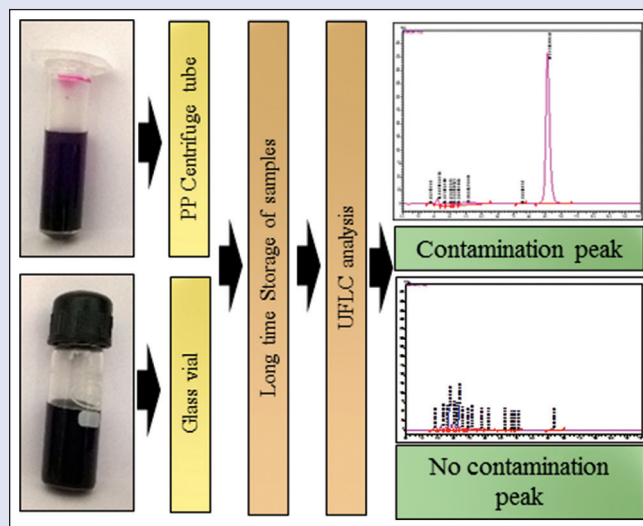 PP Centrifuge tube
Long time Storage of samples
UFLC analysis
Contamination peak
Glass vial
No contamination
peak